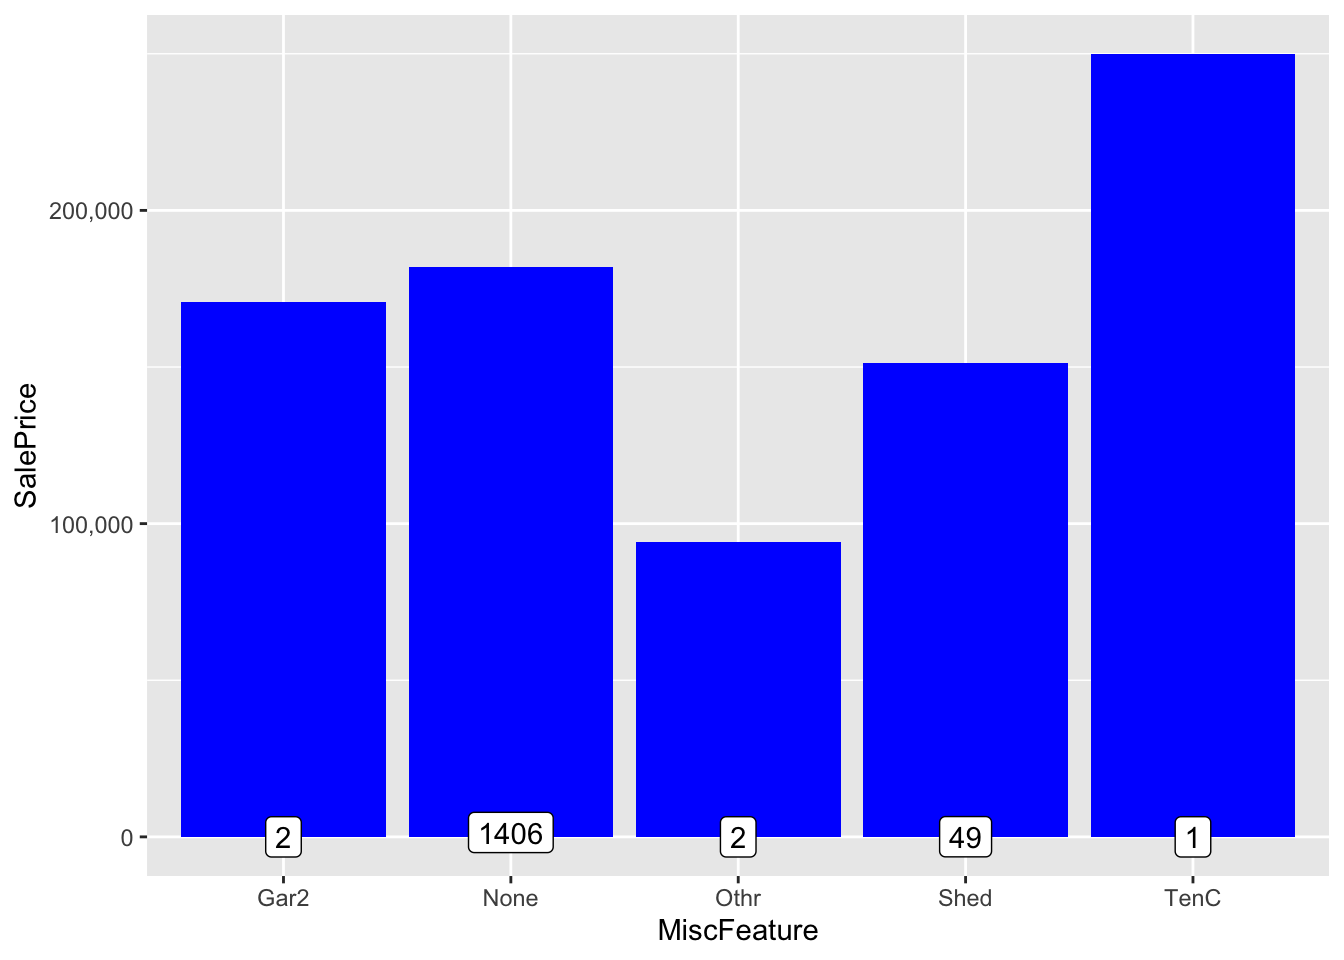 SalePrice
200,000
100,000
0
2
1406
2
49
1
Gar2
None
Othr
Shed
TenC
MiscFeature